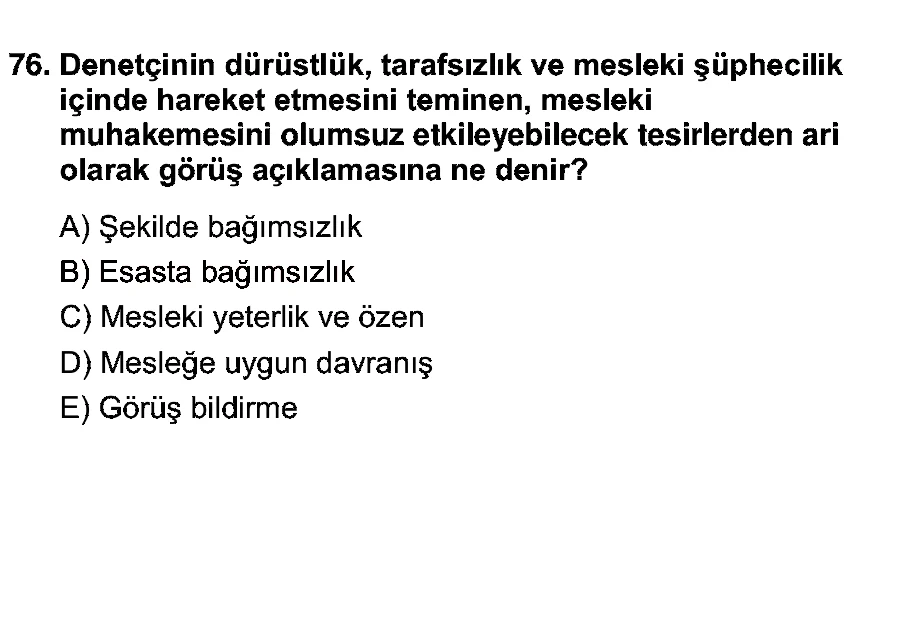 76. Denetçinin dürüstlük, tarafsızlık ve mesleki şüphecilik
içinde hareket etmesini teminen, mesleki
muhakemesini olumsuz etkileyebilecek tesirlerden ari
olarak görüş açıklamasına ne denir?
A) Şekilde bağımsızlık
B) Esasta bağımsızlık
C) Mesleki yeterlik ve özen
D) Mesleğe uygun davranış
E) Görüş bildirme